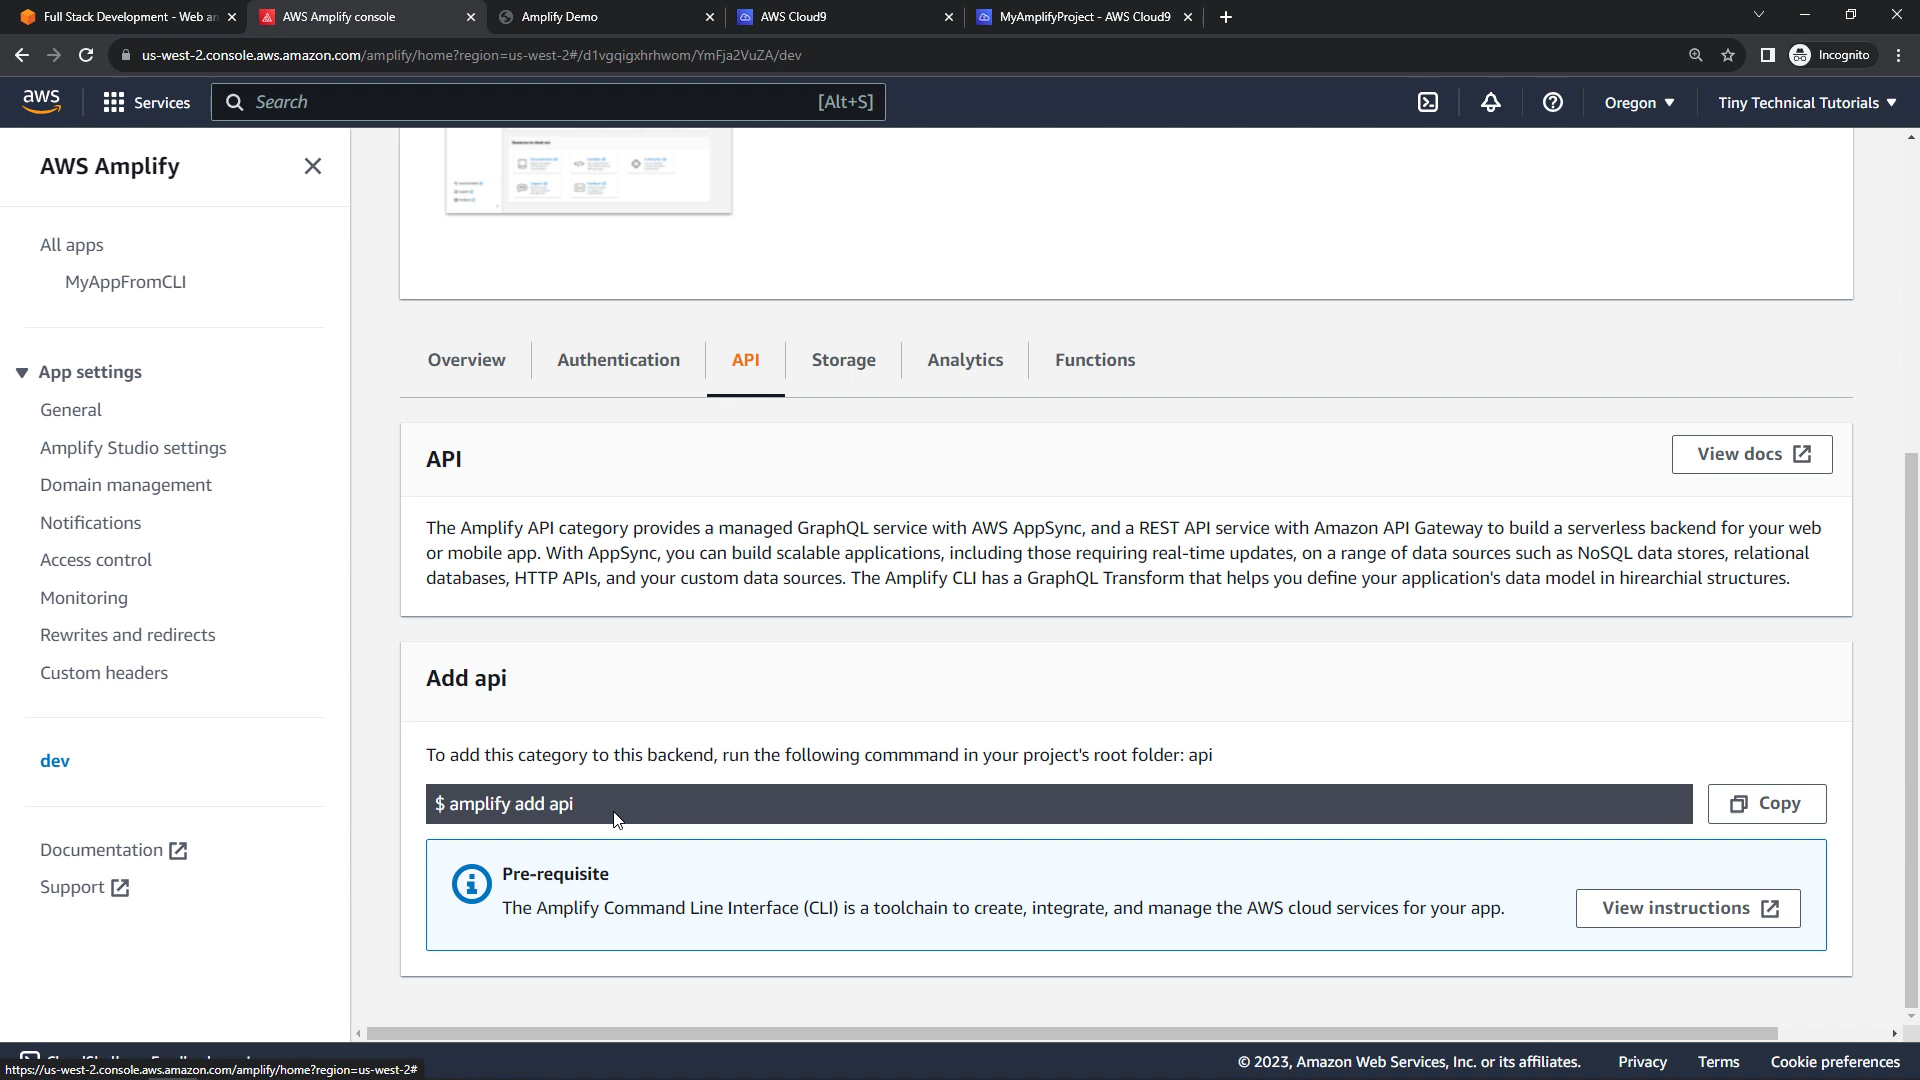 Full Stack Development - Web an
AWS Amplify console
Amplify Demo
AWS Cloud9
MyAmplifyProject - AWS Cloud9
us-west-2.console.aws.amazon.com/amplify/home?region=us-west-2#/d1vgqigxhrhwom/YmFja2VuZA/dev
Incognito
aws
Services
Search
[Alt+S]
Oregon
Tiny Technical Tutorials
AWS Amplify
All apps
MyAppFromCLI
App settings
General
Amplify Studio settings
Domain management
Notifications
Access control
Monitoring
Rewrites and redirects
Custom headers
dev
Documentation
Support
Overview
Authentication
API
Storage
Analytics
Functions
API
View docs
The Amplify API category provides a managed GraphQL service with AWS AppSync, and a REST API service with Amazon API Gateway to build a serverless backend for your web
or mobile app. With AppSync, you can build scalable applications, including those requiring real-time updates, on a range of data sources such as NoSQL data stores, relational
databases, HTTP APIs, and your custom data sources. The Amplify CLI has a GraphQL Transform that helps you define your application's data model in hirearchial structures.
Add api
To add this category to this backend, run the following commmand in your project's root folder: api
$ amplify add api
Copy
Pre-requisite
The Amplify Command Line Interface (CLI) is a toolchain to create, integrate, and manage the AWS cloud services for your app.
View instructions
© 2023, Amazon Web Services, Inc. or its affiliates.
Privacy
Terms
Cookie preferences
https://us-west-2.console.aws.amazon.com/amplify/home?region=us-west-2#